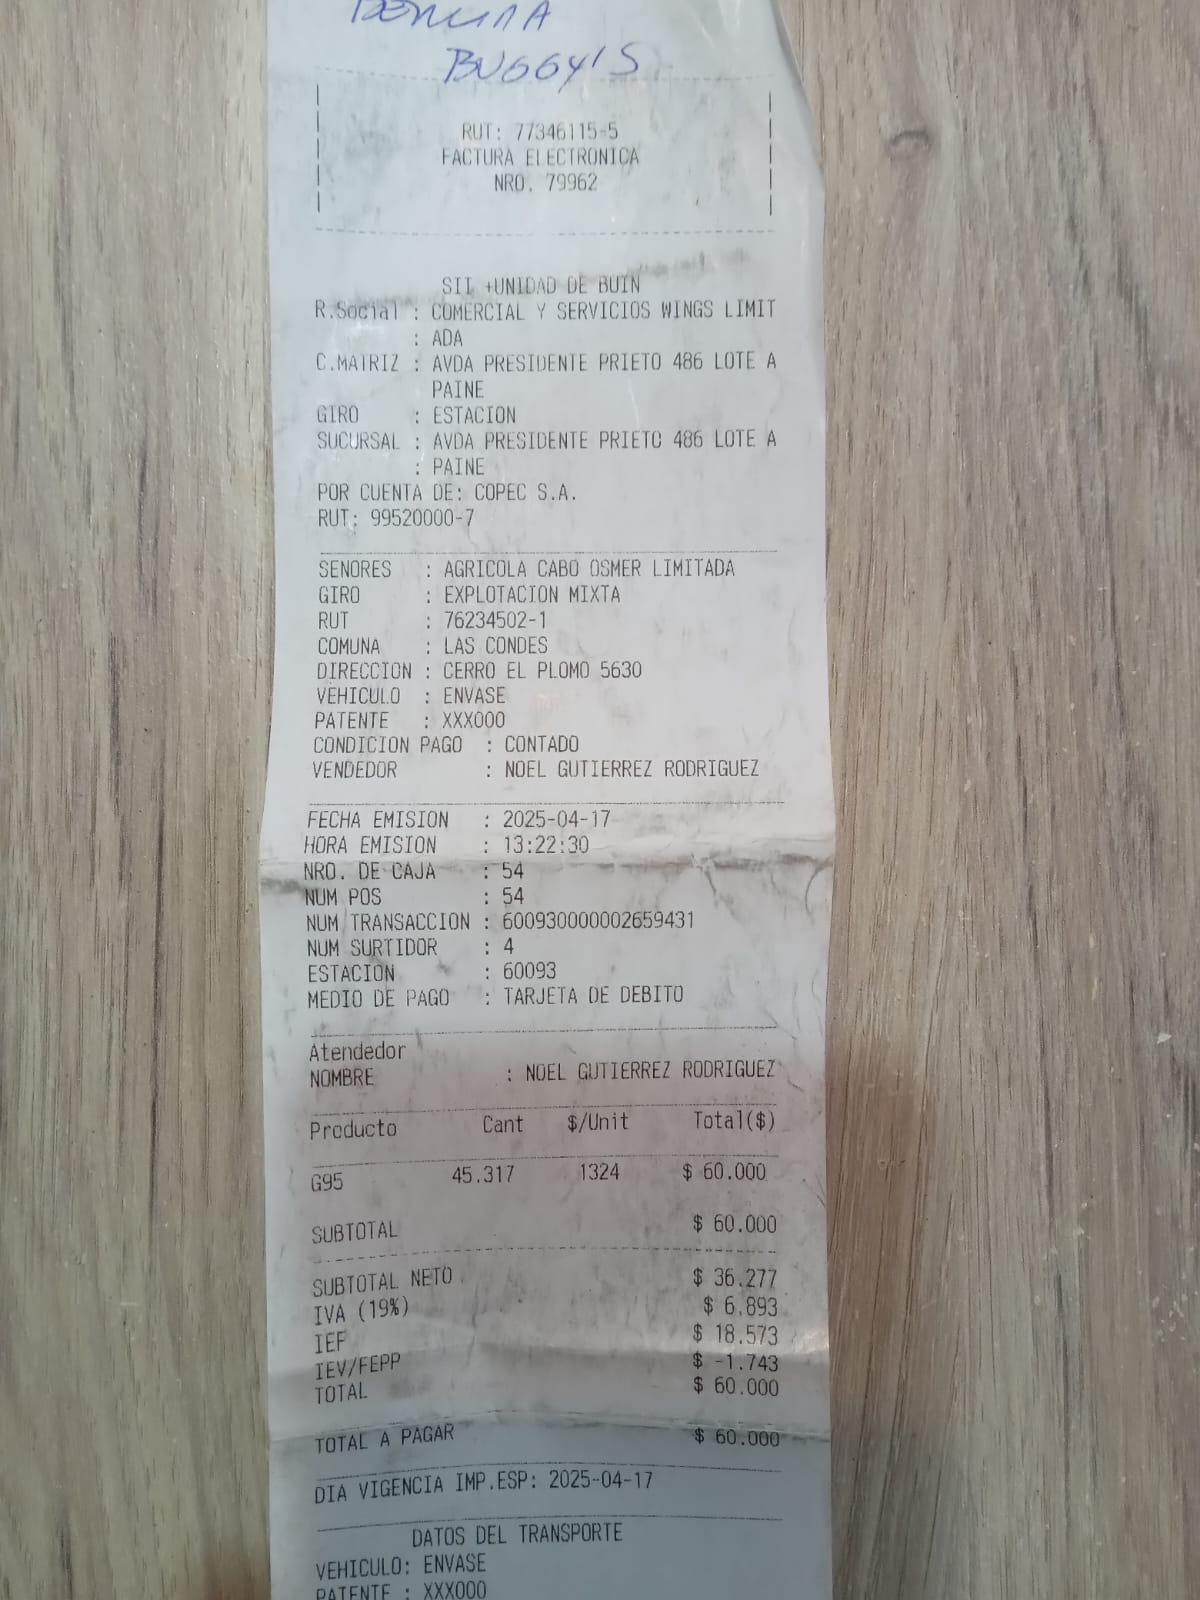 BENCINA
BUGGY'S
RUT: 77346115-5
FACTURA ELECTRONICA
NRO. 79962
SII +UNIDAD DE BUIN
R.Social : COMERCIAL Y SERVICIOS WINGS LIMIT
: ADA
C.MATRIZ : AVDA PRESIDENTE PRIETO 486 LOTE A
PAINE
GIRO : ESTACION
SUCURSAL : AVDA PRESIDENTE PRIETO 486 LOTE A
: PAINE
POR CUENTA DE: COPEC S.A.
RUT: 99520000-7
SENORES : AGRICOLA CABO OSMER LIMITADA
GIRO : EXPLOTACION MIXTA
RUT : 76234502-1
COMUNA : LAS CONDES
DIRECCION : CERRO EL PLOMO 5630
VEHICULO : ENVASE
PATENTE : XXX000
CONDICION PAGO : CONTADO
VENDEDOR : NOEL GUTIERREZ RODRIGUEZ
FECHA EMISION : 2025-04-17
HORA EMISION : 13:22:30
NRO. DE CAJA : 54
NUM POS : 54
NUM TRANSACCION : 600930000002659431
NUM SURTIDOR : 4
ESTACION : 60093
MEDIO DE PAGO : TARJETA DE DEBITO
Atendedor
NOMBRE : NOEL GUTIERREZ RODRIGUEZ
Producto Cant $/Unit Total($)
G95 45.317 1324 $ 60.000
SUBTOTAL $ 60.000
SUBTOTAL NETO $ 36.277
IVA (19%) $ 6.893
IEF $ 18.573
IEV/FEPP $ -1.743
TOTAL $ 60.000
TOTAL A PAGAR $ 60.000
DIA VIGENCIA IMP.ESP: 2025-04-17
DATOS DEL TRANSPORTE
VEHICULO: ENVASE
PATENTE : XXX000